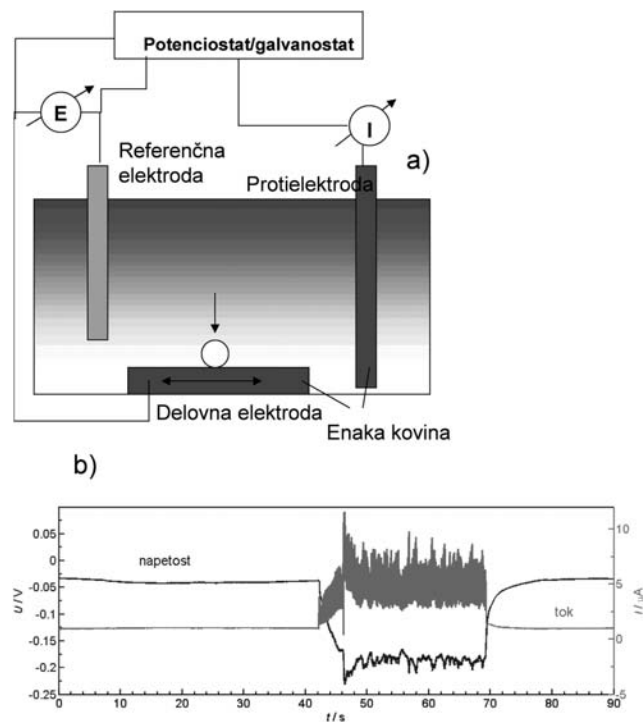 Potenciostat/galvanostat
E
I
Referenčna
elektroda
a)
Protielektroda
Delovna elektroda
Enaka kovina
b)
0.05
0
-0.05
-0.1
-0.15
-0.2
-0.25
U / V
napetost
tok
10
5
0
-5
I / µA
0 10 20 30 40 50 60 70 80 90
t / s